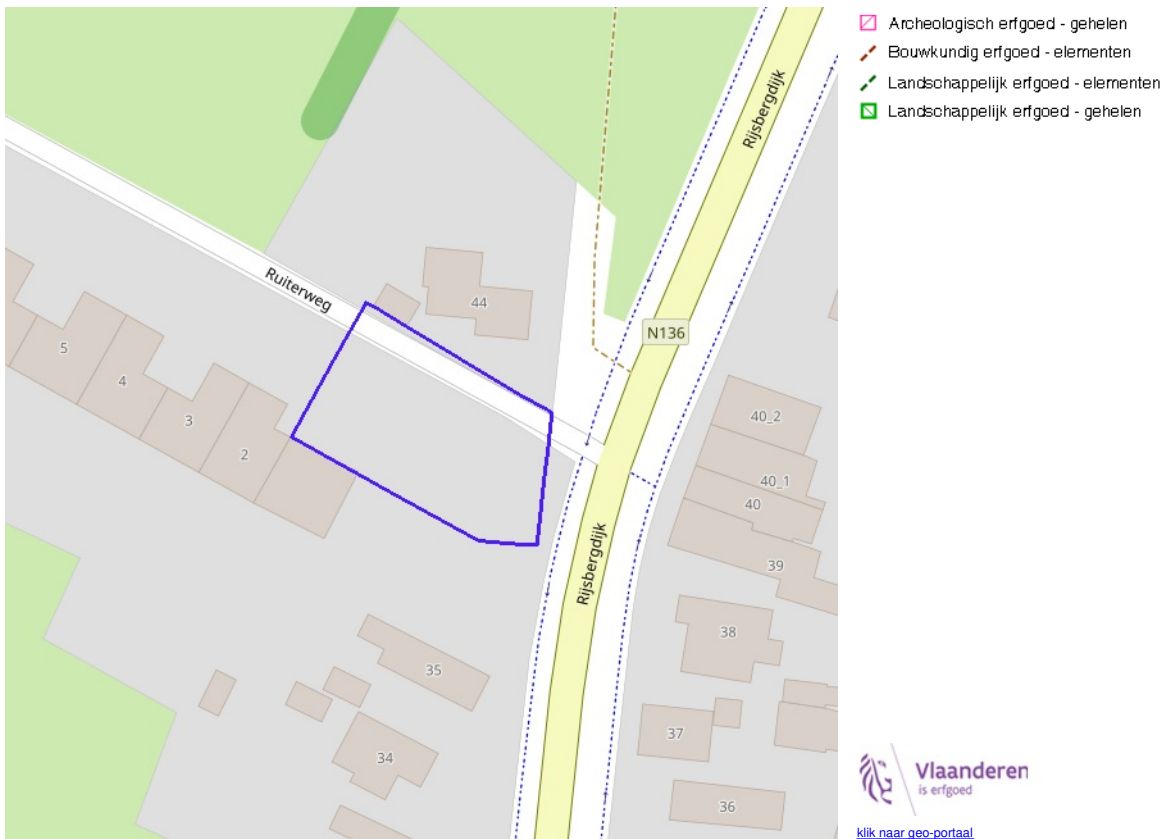 Archeologisch erfgoed - gehelen
Bouwkundig erfgoed - elementen
Landschappelijk erfgoed - elementen
Landschappelijk erfgoed - gehelen
Rijsbergdijk
Ruiterweg
44
N136
5
4
3
2
40_2
40_1
40
39
Rijsbergdijk
38
35
37
34
36
Vlaanderen
is erfgoed
klik naar geo-portaal